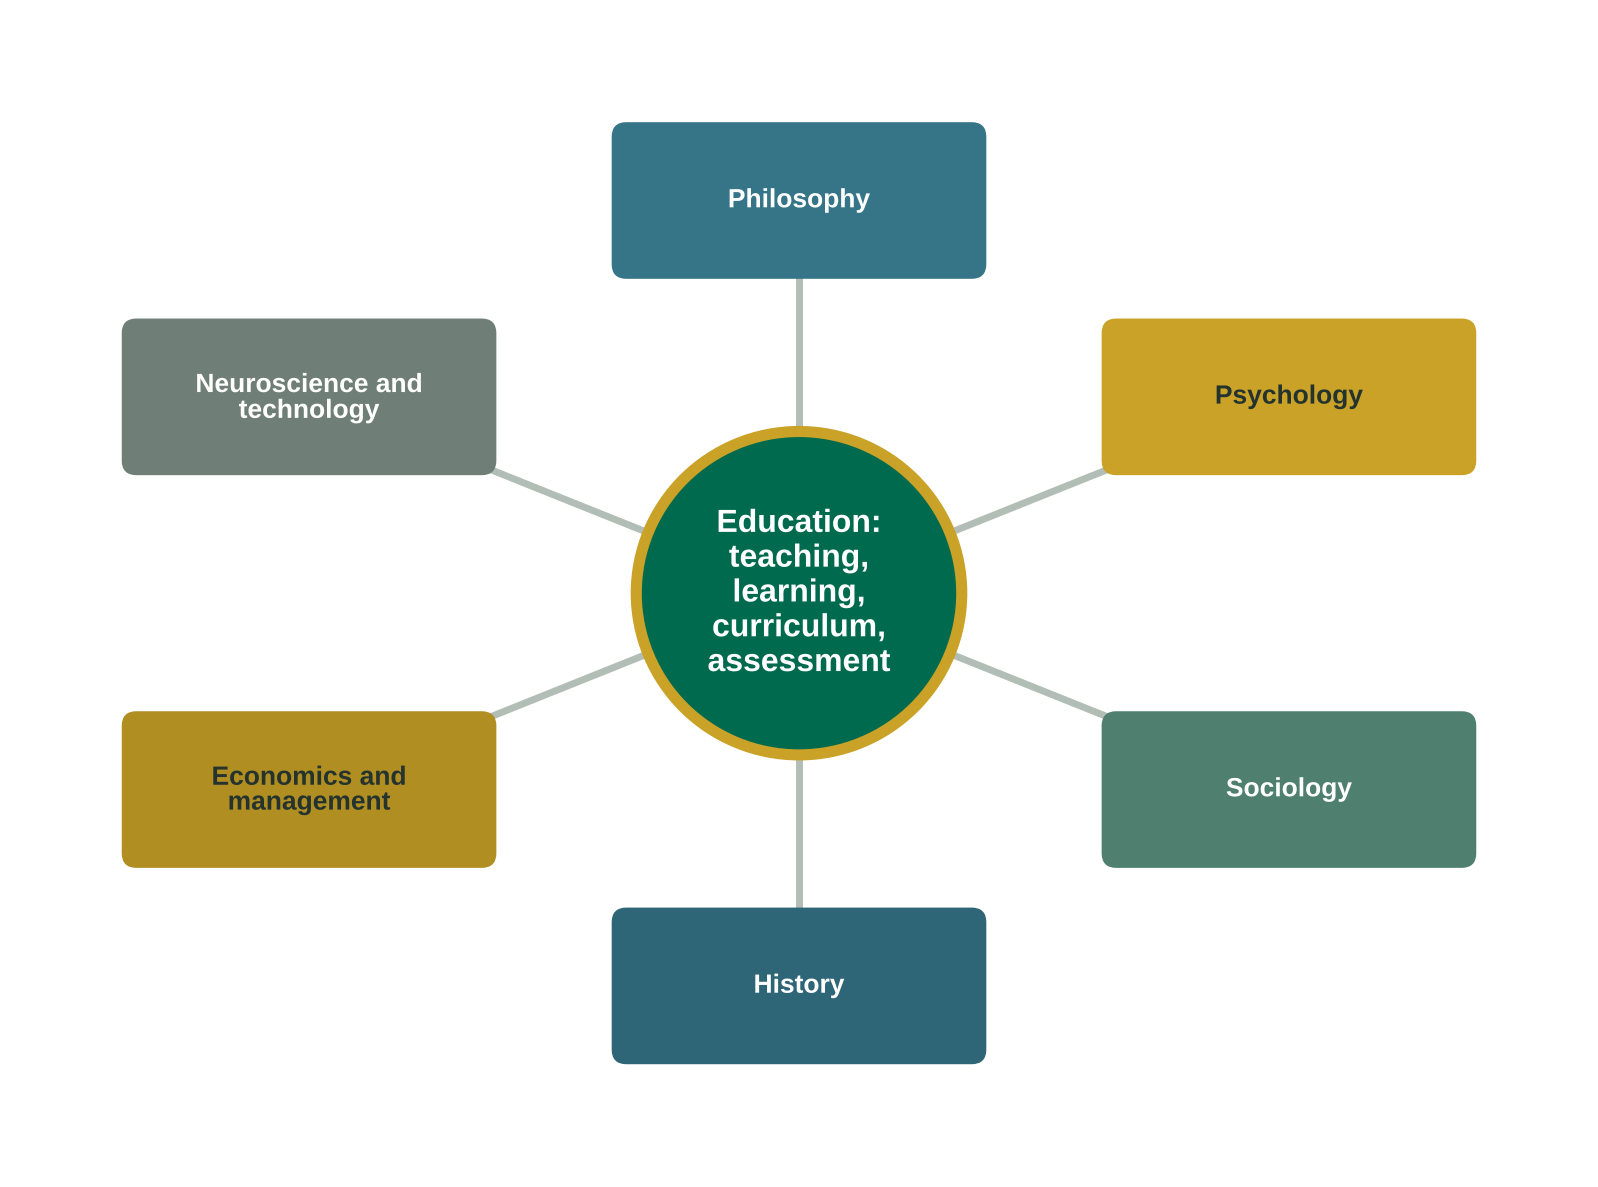 Philosophy
Neuroscience and
technology
Psychology
Education:
teaching,
learning,
curriculum,
assessment
Economics and
management
Sociology
History